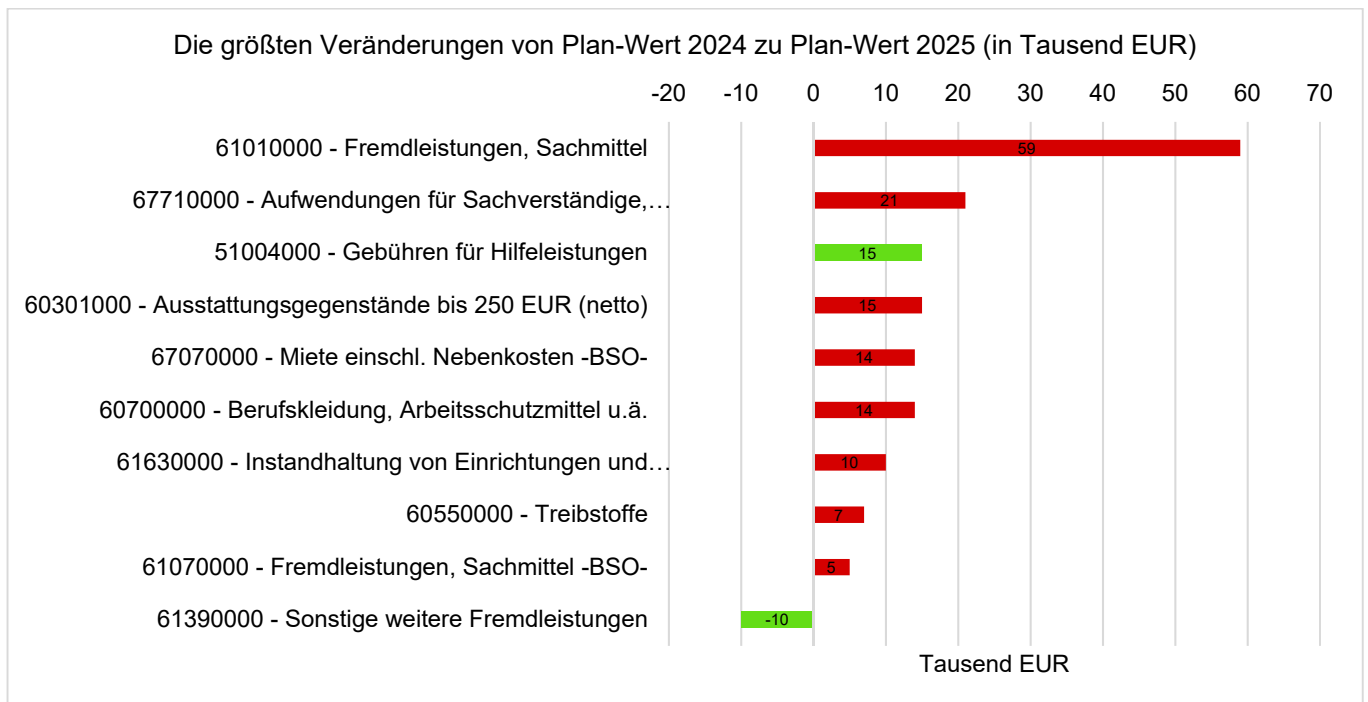 Die größten Veränderungen von Plan-Wert 2024 zu Plan-Wert 2025 (in Tausend EUR)
-20 -10 0 10 20 30 40 50 60 70
61010000 - Fremdleistungen, Sachmittel 59
67710000 - Aufwendungen für Sachverständige,… 21
51004000 - Gebühren für Hilfeleistungen 15
60301000 - Ausstattungsgegenstände bis 250 EUR (netto) 15
67070000 - Miete einschl. Nebenkosten -BSO- 14
60700000 - Berufskleidung, Arbeitsschutzmittel u.ä. 14
61630000 - Instandhaltung von Einrichtungen und… 10
60550000 - Treibstoffe 7
61070000 - Fremdleistungen, Sachmittel -BSO- 5
61390000 - Sonstige weitere Fremdleistungen -10
Tausend EUR